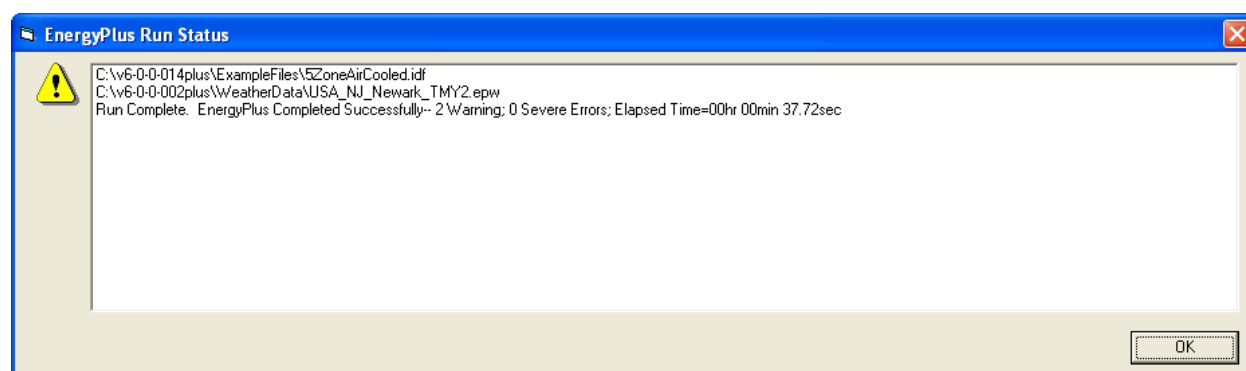 EnergyPlus Run Status
C:\v6-0-0-014plus\ExampleFiles\5ZoneAirCooled.idf
C:\v6-0-0-002plus\WeatherData\USA_NJ_Newark_TMY2.epw
Run Complete.  EnergyPlus Completed Successfully-- 2 Warning; 0 Severe Errors; Elapsed Time=00hr 00min 37.72sec
OK